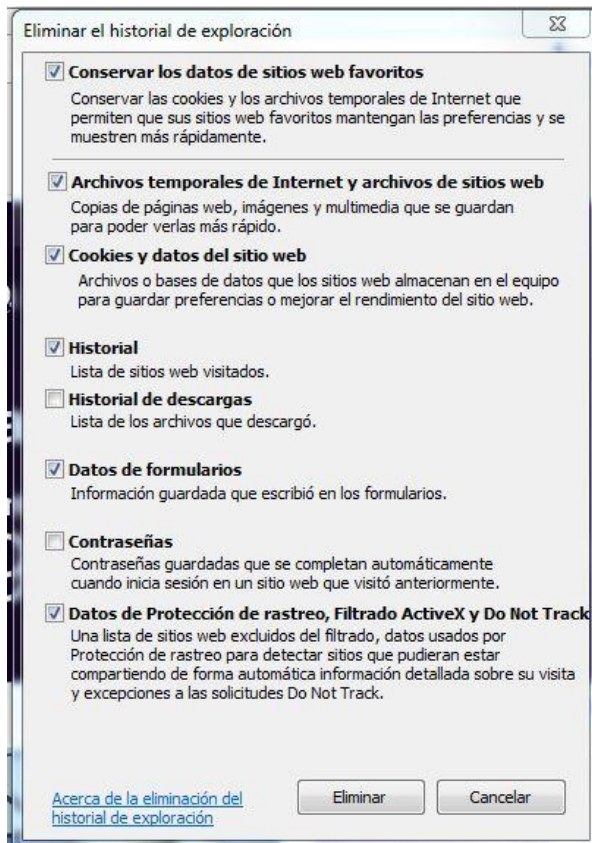 Eliminar el historial de exploración
Conservar los datos de sitios web favoritos
Conservar las cookies y los archivos temporales de Internet que
permiten que sus sitios web favoritos mantengan las preferencias y se
muestren más rápidamente.
Archivos temporales de Internet y archivos de sitios web
Copias de páginas web, imágenes y multimedia que se guardan
para poder verlas más rápido.
Cookies y datos del sitio web
Archivos o bases de datos que los sitios web almacenan en el equipo
para guardar preferencias o mejorar el rendimiento del sitio web.
Historial
Lista de sitios web visitados.
Historial de descargas
Lista de los archivos que descargó.
Datos de formularios
Información guardada que escribió en los formularios.
Contraseñas
Contraseñas guardadas que se completan automáticamente
cuando inicia sesión en un sitio web que visitó anteriormente.
Datos de Protección de rastreo, Filtrado ActiveX y Do Not Track
Una lista de sitios web excluidos del filtrado, datos usados por
Protección de rastreo para detectar sitios que pudieran estar
compartiendo de forma automática información detallada sobre su visita
y excepciones a las solicitudes Do Not Track.
Acerca de la eliminación del
historial de exploración
Eliminar
Cancelar